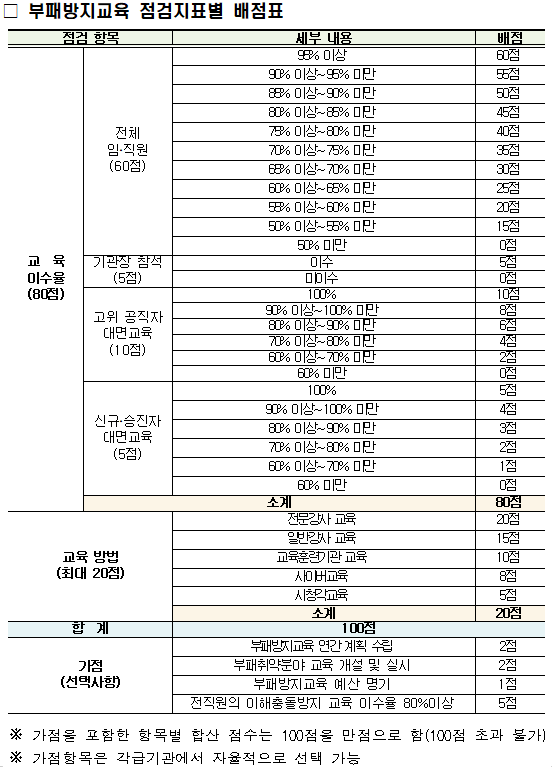 □ 부패방지교육 점검지표별 배점표
점검 항목 세부 내용 배점
교 육
이수율
(80점)
전체
임·직원
(60점)
95% 이상 60점
90% 이상~95% 미만 55점
85% 이상~90% 미만 50점
80% 이상~85% 미만 45점
75% 이상~80% 미만 40점
70% 이상~75% 미만 35점
65% 이상~70% 미만 30점
60% 이상~65% 미만 25점
55% 이상~60% 미만 20점
50% 이상~55% 미만 15점
50% 미만 0점
기관장 참석
(5점)
이수 5점
미이수 0점
고위 공직자
대면교육
(10점)
100% 10점
90% 이상~100% 미만 8점
80% 이상~90% 미만 6점
70% 이상~80% 미만 4점
60% 이상~70% 미만 2점
60% 미만 0점
신규·승진자
대면교육
(5점)
100% 5점
90% 이상~100% 미만 4점
80% 이상~90% 미만 3점
70% 이상~80% 미만 2점
60% 이상~70% 미만 1점
60% 미만 0점
소계 80점
교육 방법
(최대 20점)
전문강사 교육 20점
일반강사 교육 15점
교육훈련기관 교육 10점
사이버교육 8점
시청각교육 5점
소계 20점
합 계 100점
가점
(선택사항)
부패방지교육 연간 계획 수립 2점
부패취약분야 교육 개설 및 실시 2점
부패방지교육 예산 명기 1점
전직원의 이해충돌방지 교육 이수율 80%이상 5점
※ 가점을 포함한 항목별 합산 점수는 100점을 만점으로 함(100점 초과 불가)
※ 가점항목은 각급기관에서 자율적으로 선택 가능